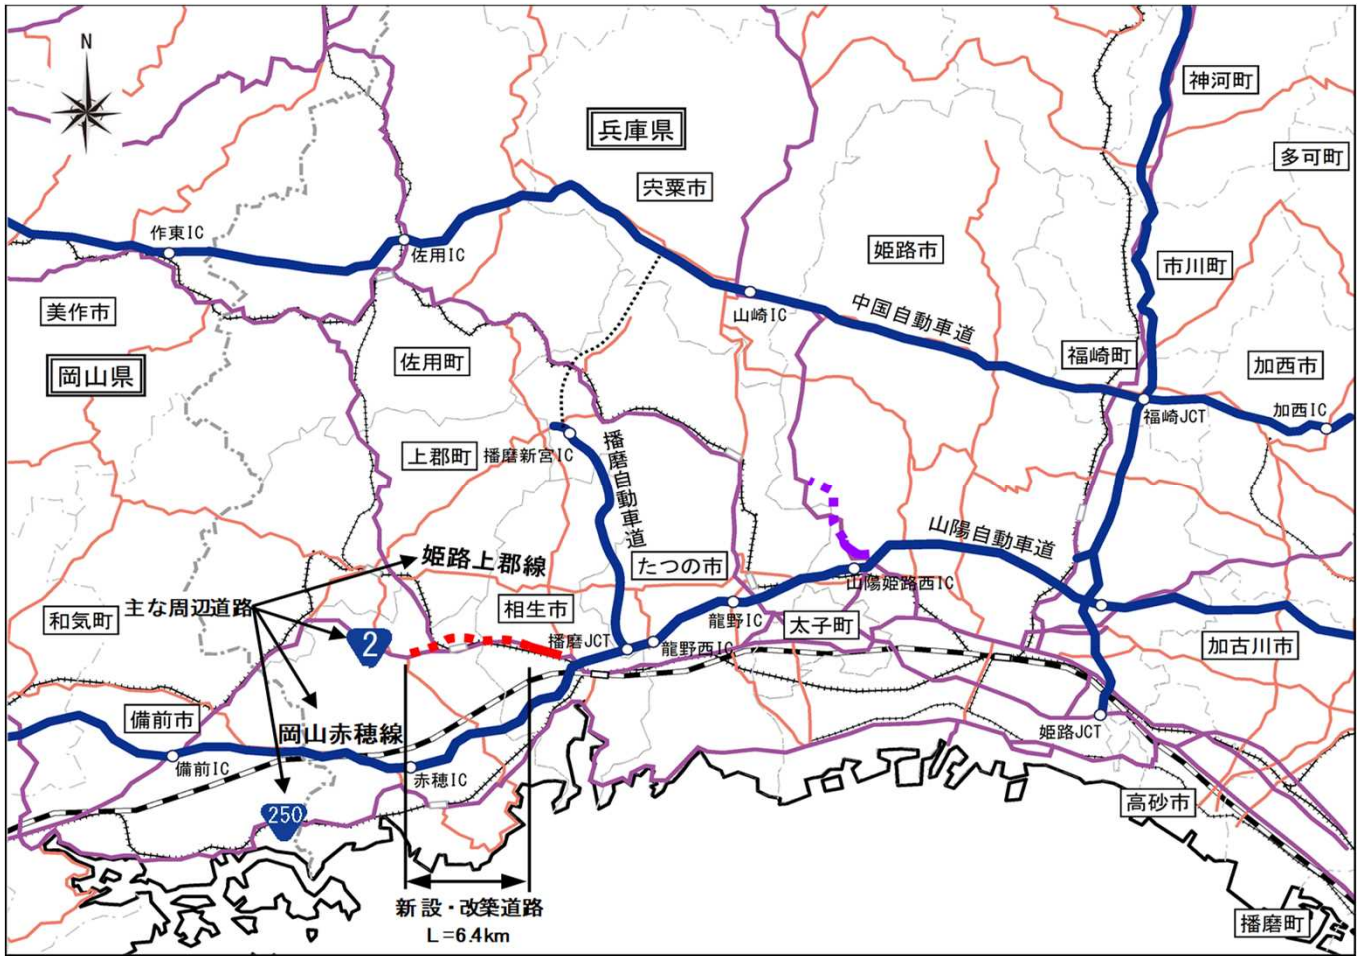 N
神河町
兵庫県
多可町
宍粟市
作東IC
佐用IC
姫路市
市川町
美作市
山崎IC
中国自動車道
福崎町
佐用町
岡山県
加西市
福崎JCT
加西IC
播磨自動車道
上郡町
播磨新宮IC
山陽自動車道
姫路上郡線
たつの市
山陽姫路西IC
主な周辺道路
相生市
和気町
龍野IC
太子町
2
播磨JCT
龍野西IC
加古川市
備前市
岡山赤穂線
姫路JCT
備前IC
赤穂IC
250
高砂市
新設・改築道路
L=6.4km
播磨町